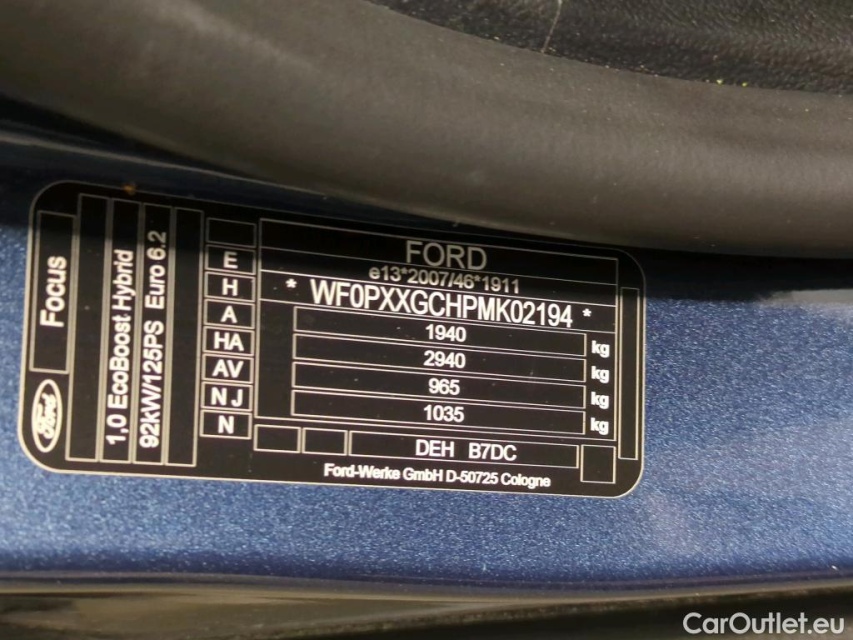 FORD
e13*2007/46*1911
* WF0PXXGCHPMK02194 *
1940 kg
2940 kg
965 kg
1035 kg
DEH B7DC
Ford-Werke GmbH D-50725 Cologne
E
H
A
HA
AV
NJ
N
Focus
Ford
1,0 EcoBoost Hybrid
92kW/125PS Euro 6.2
CarOutlet.eu